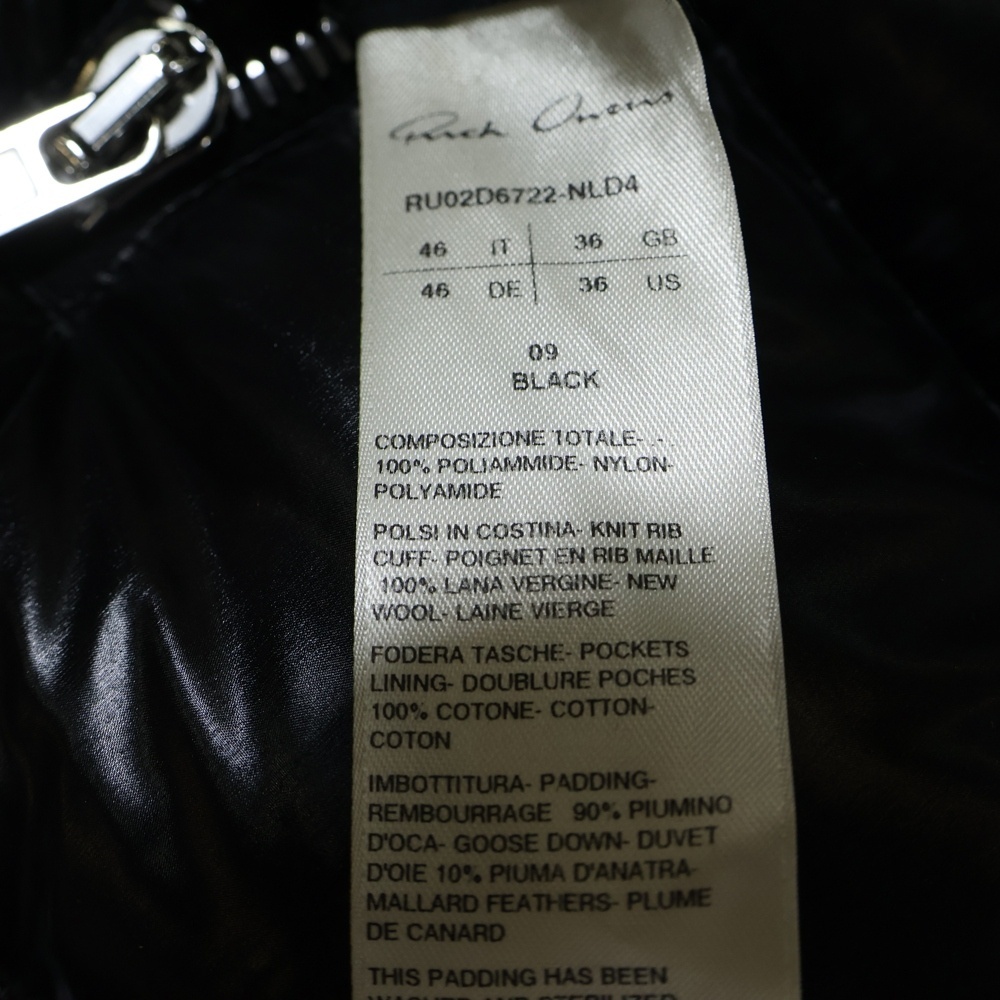 Rick Owens
RU02D6722-NLD4
46 IT 36 GB
46 DE 36 US
09
BLACK
COMPOSIZIONE TOTALE- .-
100% POLIAMMIDE- NYLON-
POLYAMIDE
POLSI IN COSTINA- KNIT RIB
CUFF- POIGNET EN RIB MAILLE
100% LANA VERGINE- NEW
WOOL- LAINE VIERGE
FODERA TASCHE- POCKETS
LINING- DOUBLURE POCHES
100% COTONE- COTTON-
COTON
IMBOTTITURA- PADDING-
REMBOURRAGE 90% PIUMINO
D'OCA- GOOSE DOWN- DUVET
D'OIE 10% PIUMA D'ANATRA-
MALLARD FEATHERS- PLUME
DE CANARD
THIS PADDING HAS BEEN
WASHED AND STERILIZED